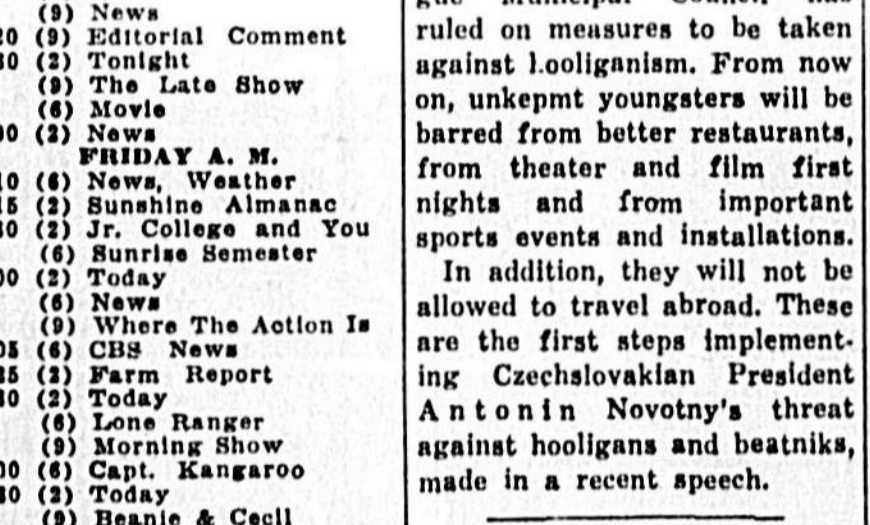 (9) News
20 (9) Editorial Comment
30 (2) Tonight
(9) The Late Show
(6) Movie
00 (2) News
FRIDAY A. M.
10 (6) News, Weather
15 (2) Sunshine Almanac
30 (2) Jr. College and You
(6) Sunrise Semester
00 (2) Today
(6) News
(9) Where The Action Is
05 (6) CBS News
25 (2) Farm Report
30 (2) Today
(6) Lone Ranger
(9) Morning Show
00 (6) Capt. Kangaroo
30 (2) Today
(9) Beanie & Cecil
gue Municipal Council has
ruled on measures to be taken
against hooliganism. From now
on, unkepmt youngsters will be
barred from better restaurants,
from theater and film first
nights and from important
sports events and installations.
In addition, they will not be
allowed to travel abroad. These
are the first steps implement-
ing Czechslovakian President
Antonin Novotny's threat
against hooligans and beatniks,
made in a recent speech.